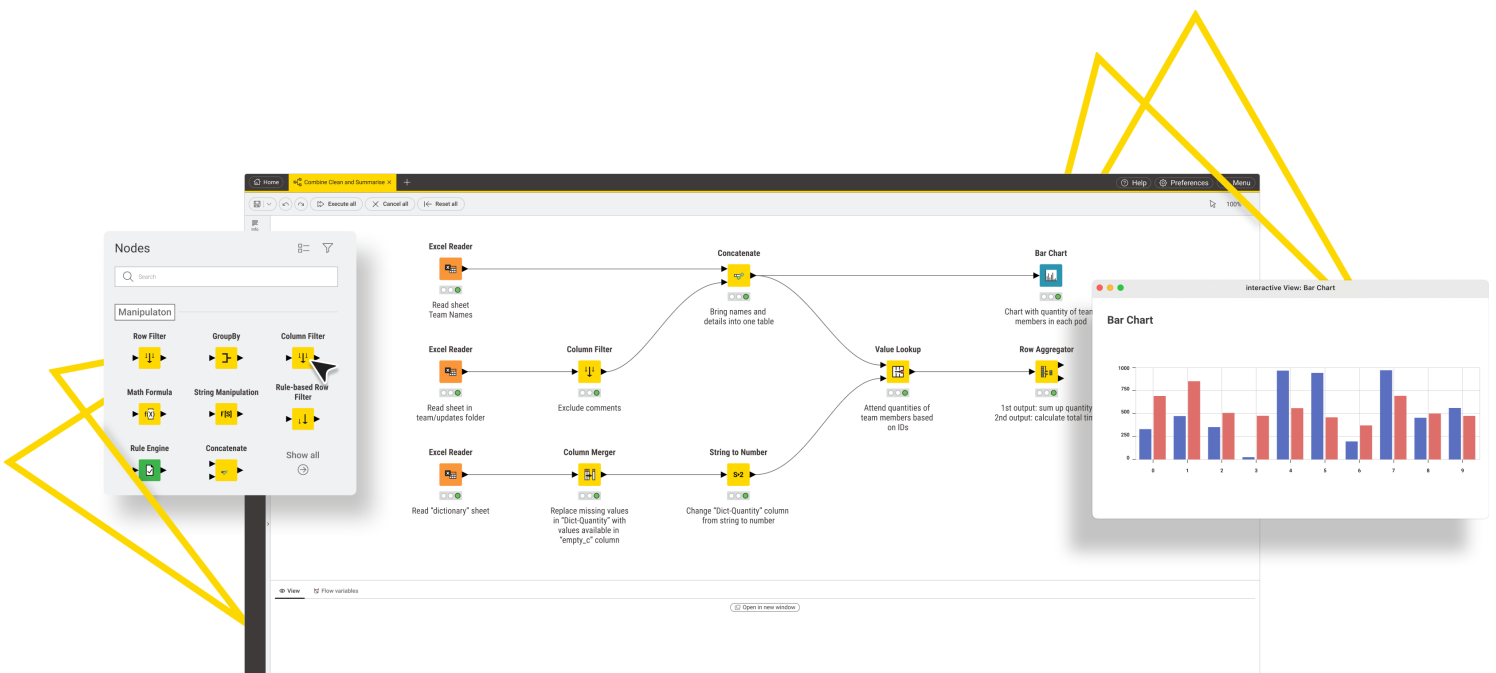 Home
Combine Clean and Summarise ×
+
Help
Preferences
Menu
Execute all
Cancel all
Reset all
100%
Info
Nodes
Search
Manipulaton
Row Filter
GroupBy
Column Filter
Math Formula
String Manipulation
Rule-based Row
Filter
f(x)
F[S]
Rule Engine
Concatenate
Show all
Excel Reader
Read sheet
Team Names
Concatenate
Bring names and
details into one table
Bar Chart
Chart with quantity of team
members in each pod
Excel Reader
Read sheet in
team/updates folder
Column Filter
Exclude comments
Value Lookup
Attend quantities of
team members based
on IDs
Row Aggregator
1st output: sum up quantity
2nd output: calculate total tim
Excel Reader
Read "dictionary" sheet
Column Merger
Replace missing values
in "Dict-Quantity" with
values available in
"empty_c" column
String to Number
S›2
Change "Dict-Quantity" column
from string to number
View
Flow variables
Open in new window
interactive View: Bar Chart
Bar Chart
1000
750
500
250
0
0 1 2 3 4 5 6 7 8 9